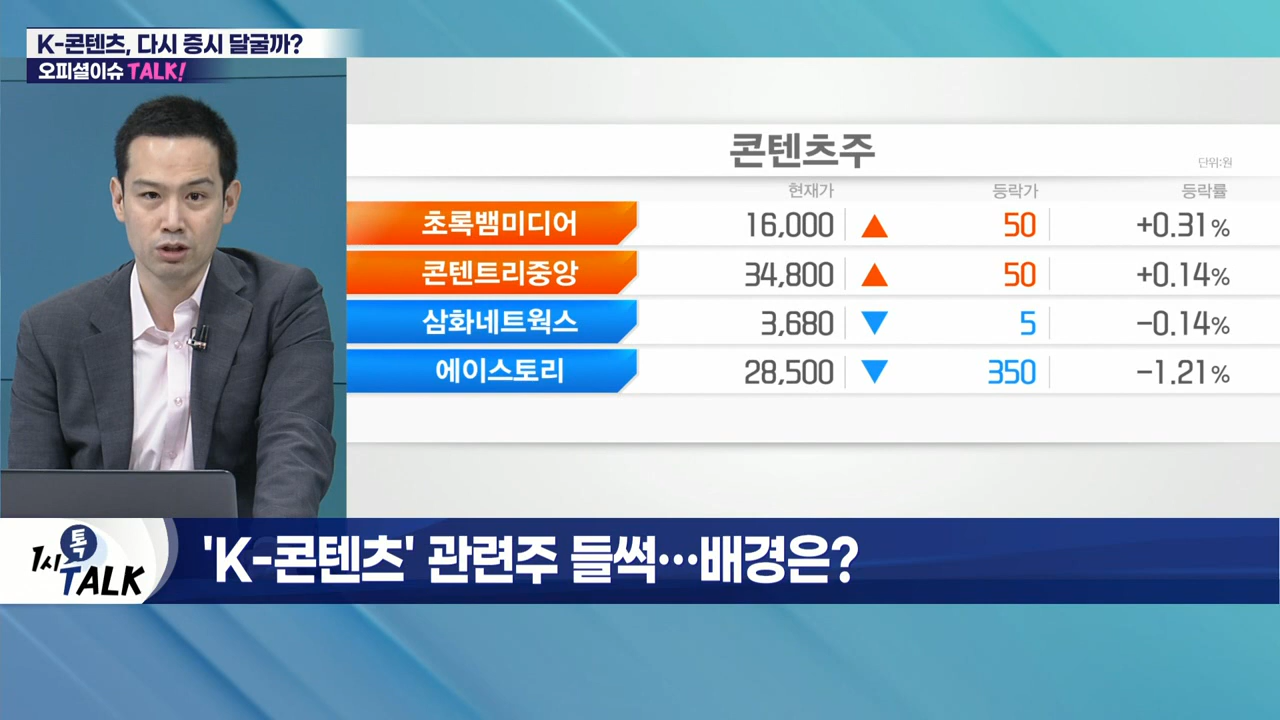 K-콘텐츠, 다시 증시 달굴까?
오피셜이슈 TALK!
콘텐츠주
단위:원
현재가 등락가 등락률
초록뱀미디어 16,000 ▲ 50 +0.31%
콘텐트리중앙 34,800 ▲ 50 +0.14%
삼화네트웍스 3,680 ▼ 5 -0.14%
에이스토리 28,500 ▼ 350 -1.21%
1시 톡 TALK
'K-콘텐츠' 관련주 들썩…배경은?